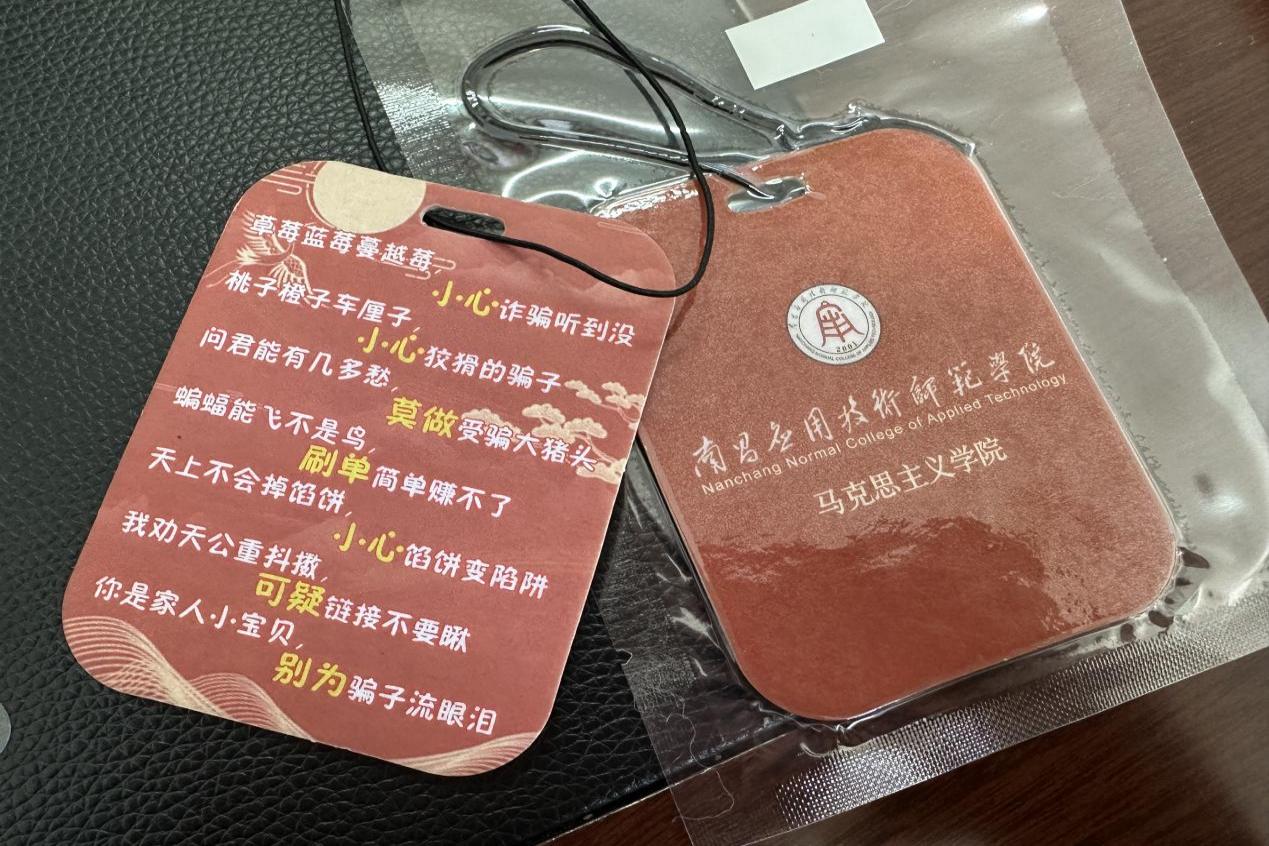 草莓蓝莓蔓越莓,
小心诈骗听到没
桃子橙子车厘子,
小心狡猾的骗子
问君能有几多愁,
莫做受骗大猪头
蝙蝠能飞不是鸟,
刷单简单赚不了
天上不会掉馅饼,
小心馅饼变陷阱
我劝天公重抖擞,
可疑链接不要瞅
你是家人小宝贝,
别为骗子流眼泪
2001
南昌应用技術師範學院
Nanchang Normal College of Applied Technology
马克思主义学院